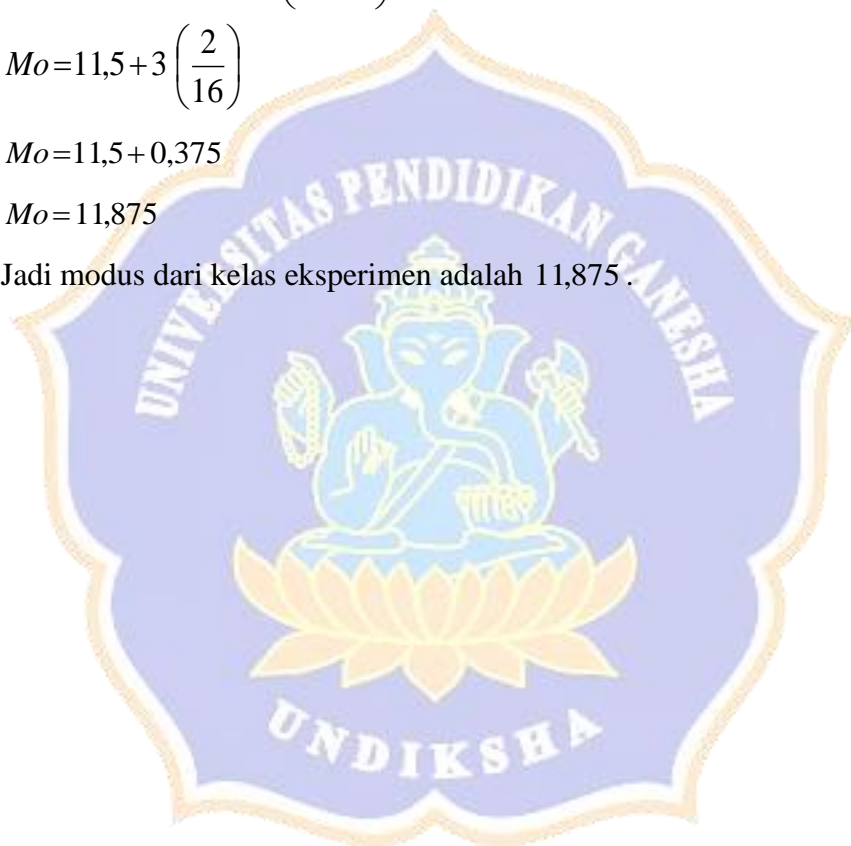 Mo=11,5+3(2/16)
Mo=11,5+0,375
Mo=11,875
Jadi modus dari kelas eksperimen adalah 11,875.
UNIVERSITAS PENDIDIKAN GANESHA
UNDIKSHA